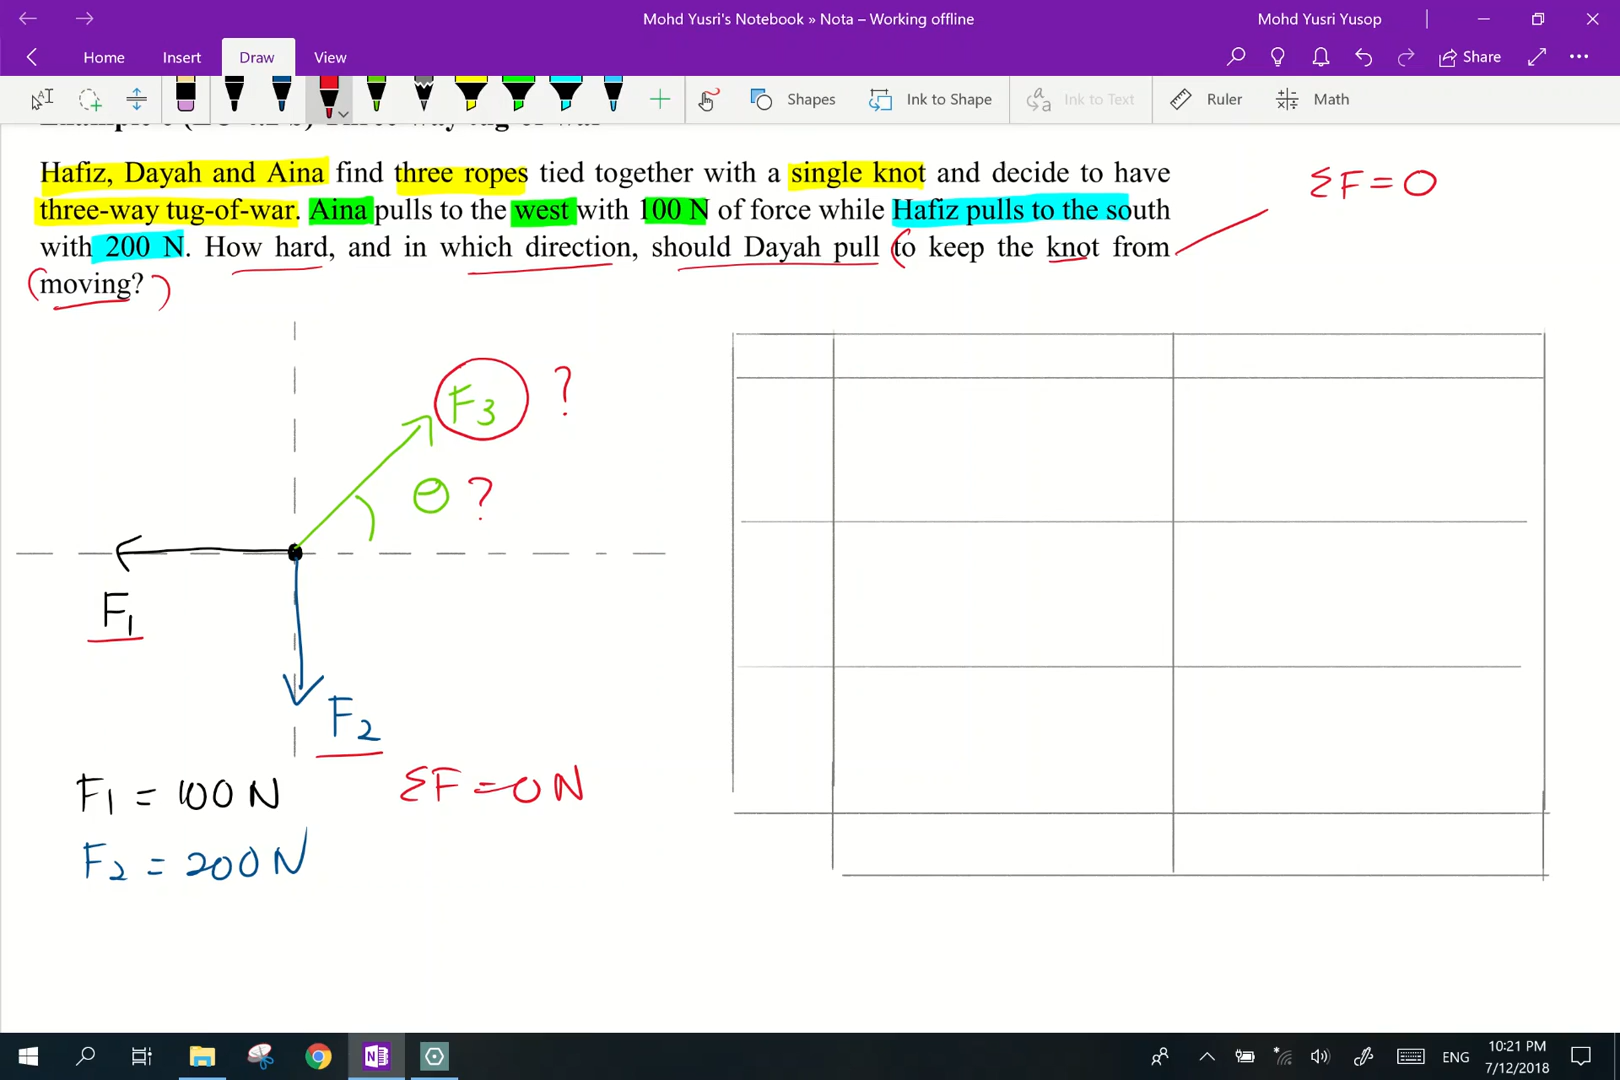 Mohd Yusri's Notebook » Nota – Working offline
Mohd Yusri Yusop
Home Insert Draw View
Share
Shapes Ink to Shape Ink to Text Ruler Math
Hafiz, Dayah and Aina find three ropes tied together with a single knot and decide to have
three-way tug-of-war. Aina pulls to the west with 100 N of force while Hafiz pulls to the south
with 200 N. How hard, and in which direction, should Dayah pull (to keep the knot from
(moving?)
ΣF = 0
F3 ?
θ ?
F1
F2
F1 = 100 N
ΣF = 0 N
F2 = 200 N
ENG
10:21 PM
7/12/2018